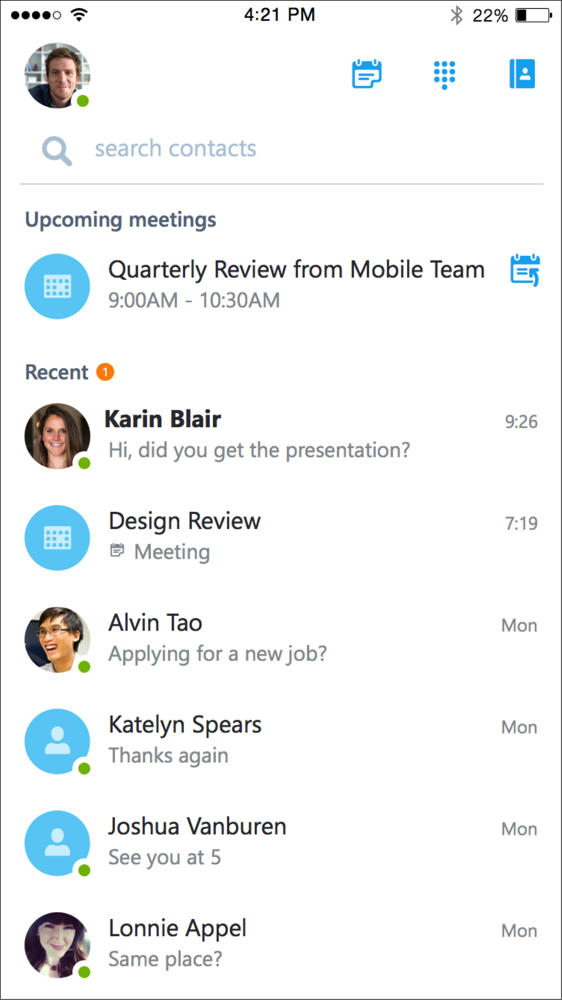 4:21 PM
22%
search contacts
Upcoming meetings
Quarterly Review from Mobile Team
9:00AM - 10:30AM
Recent 1
Karin Blair
9:26
Hi, did you get the presentation?
Design Review
7:19
Meeting
Alvin Tao
Mon
Applying for a new job?
Katelyn Spears
Mon
Thanks again
Joshua Vanburen
Mon
See you at 5
Lonnie Appel
Mon
Same place?